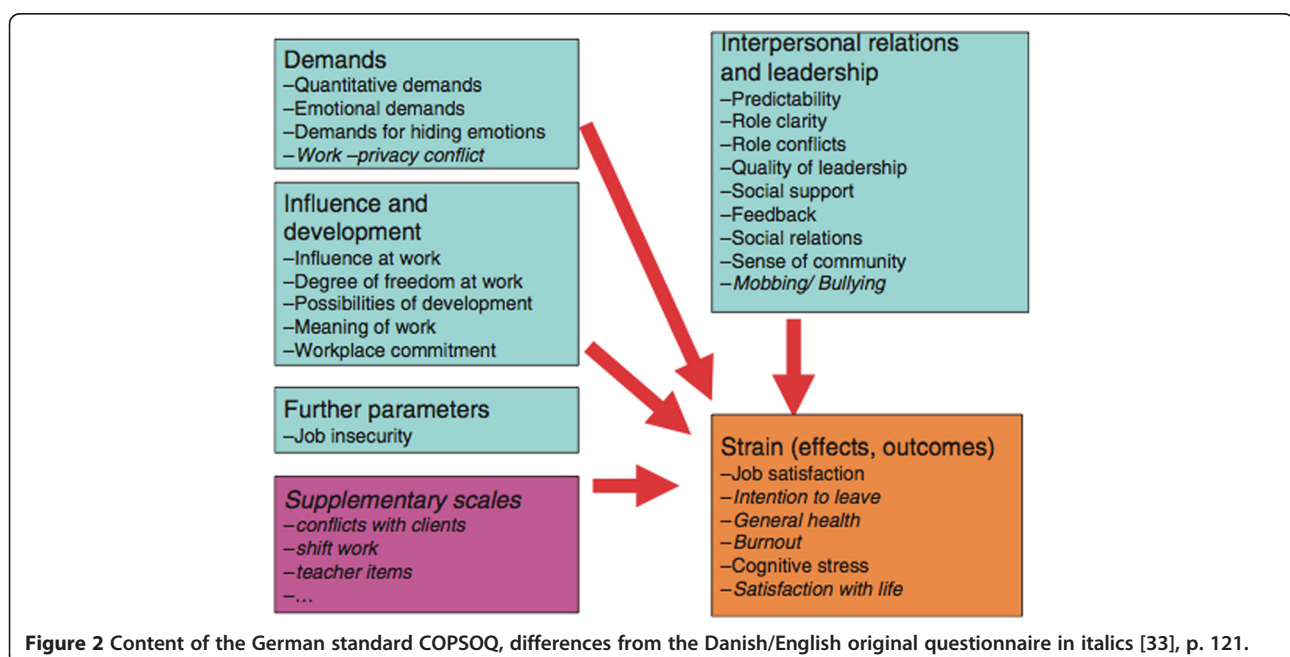 Demands
–Quantitative demands
–Emotional demands
–Demands for hiding emotions
–Work –privacy conflict
Influence and
development
–Influence at work
–Degree of freedom at work
–Possibilities of development
–Meaning of work
–Workplace commitment
Further parameters
–Job insecurity
Supplementary scales
–conflicts with clients
–shift work
–teacher items
–...
Interpersonal relations
and leadership
–Predictability
–Role clarity
–Role conflicts
–Quality of leadership
–Social support
–Feedback
–Social relations
–Sense of community
–Mobbing/ Bullying
Strain (effects, outcomes)
–Job satisfaction
–Intention to leave
–General health
–Burnout
–Cognitive stress
–Satisfaction with life
Figure 2 Content of the German standard COPSOQ, differences from the Danish/English original questionnaire in italics [33], p. 121.